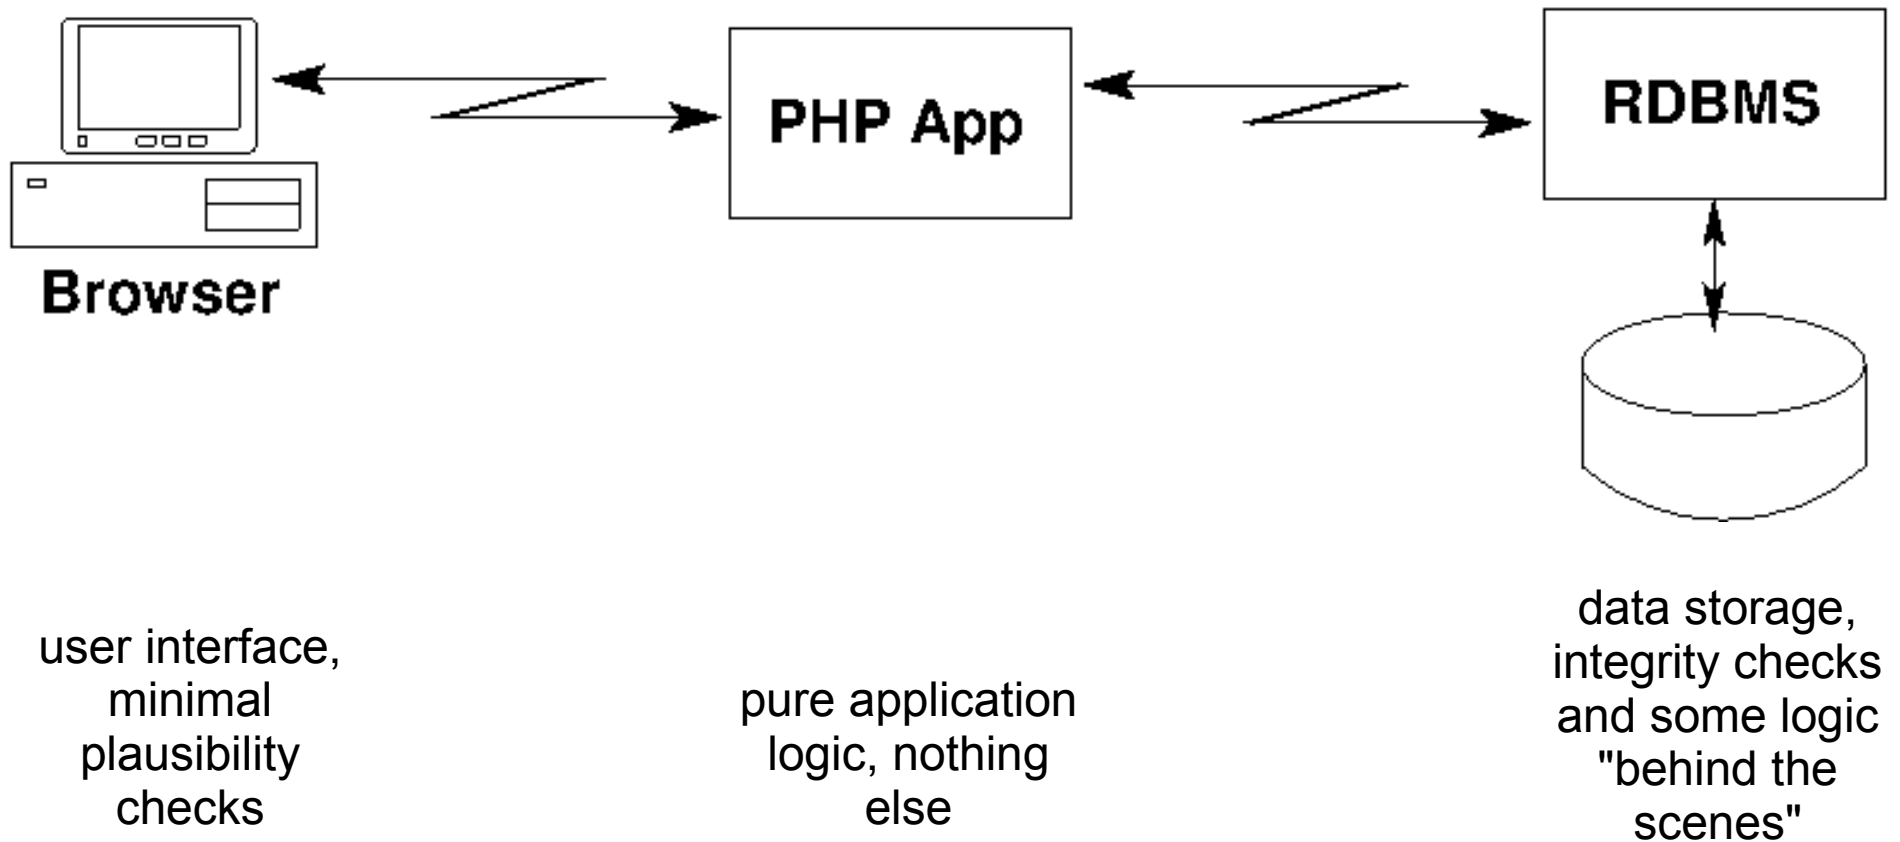 Browser
PHP App
RDBMS
user interface,
minimal
plausibility
checks
pure application
logic, nothing
else
data storage,
integrity checks
and some logic
"behind the
scenes"